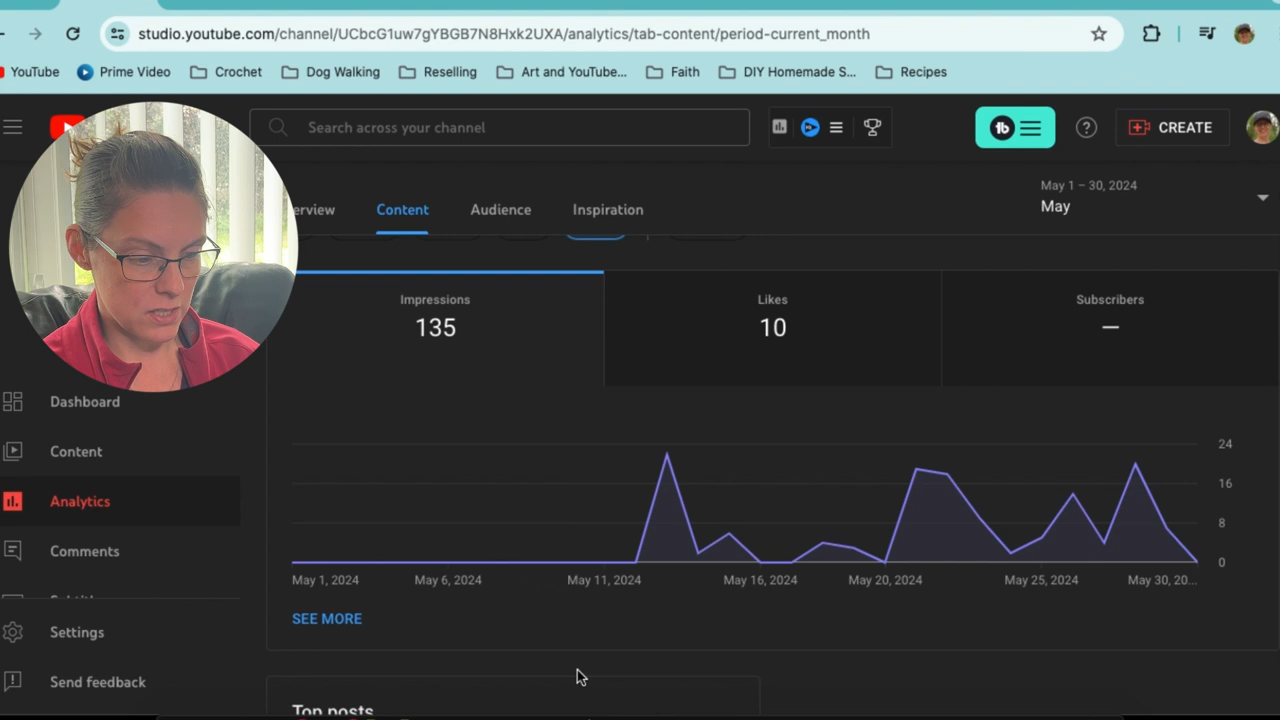 studio.youtube.com/channel/UCbcG1uw7gYBGB7N8Hxk2UXA/analytics/tab-content/period-current_month
YouTube Prime Video Crochet Dog Walking Reselling Art and YouTube... Faith DIY Homemade S... Recipes
Search across your channel
tb
CREATE
erview Content Audience Inspiration
May 1 – 30, 2024
May
Impressions
135
Likes
10
Subscribers
—
Dashboard
Content
Analytics
Comments
Settings
Send feedback
24
16
8
0
May 1, 2024 May 6, 2024 May 11, 2024 May 16, 2024 May 20, 2024 May 25, 2024 May 30, 20...
SEE MORE
Top posts